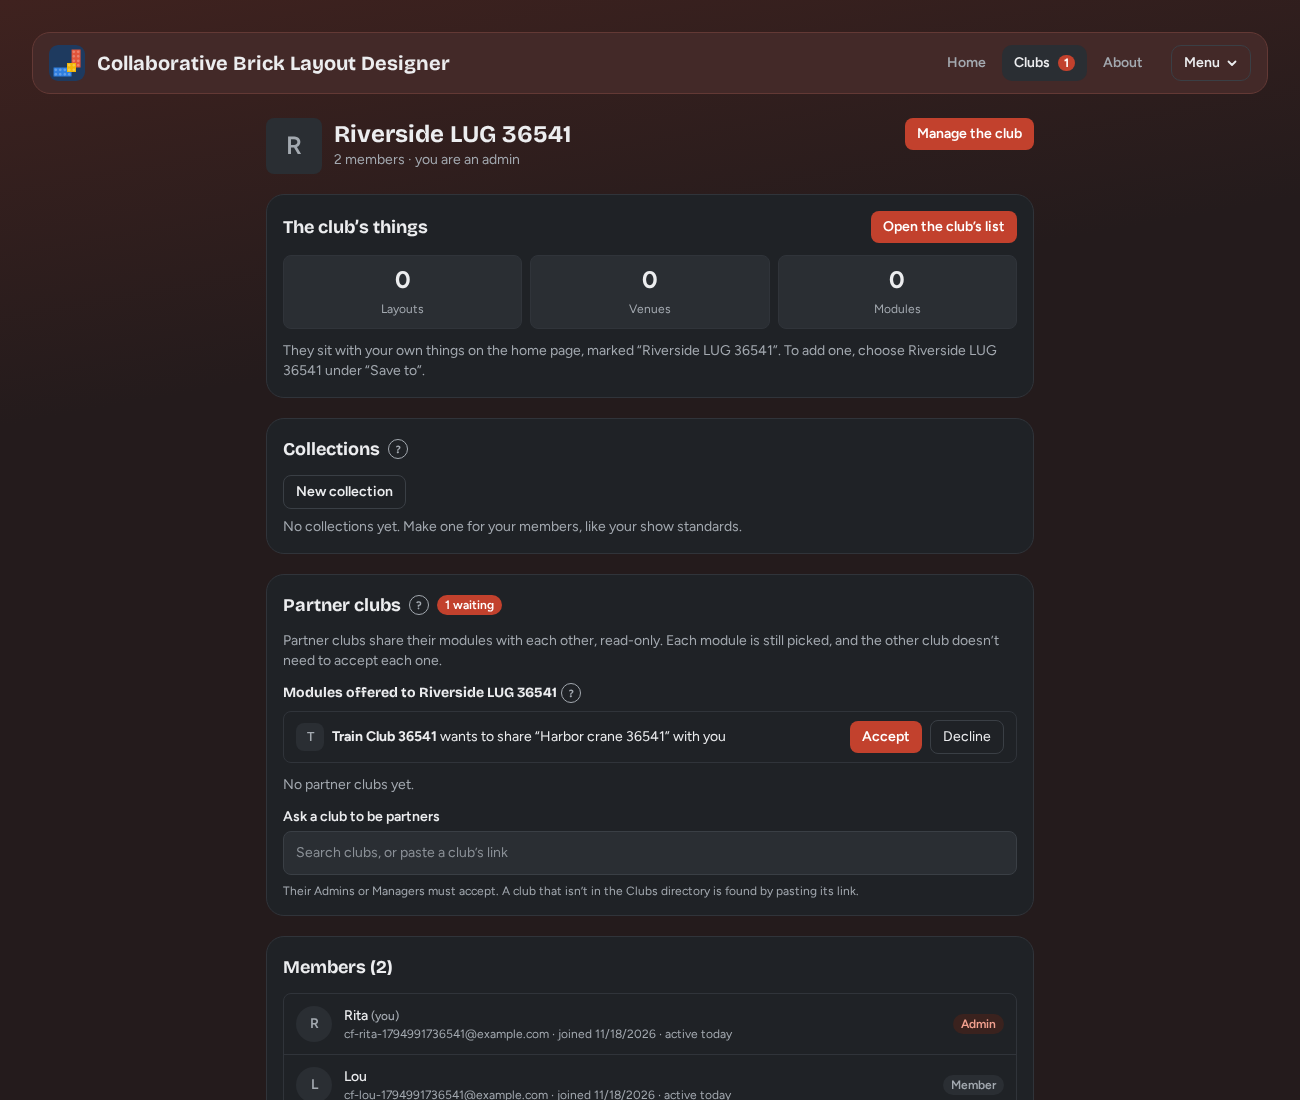 Collaborative Brick Layout Designer
Home
Clubs 1
About
Menu
R
Riverside LUG 36541
2 members · you are an admin
Manage the club
The club's things
Open the club's list
0
Layouts
0
Venues
0
Modules
They sit with your own things on the home page, marked “Riverside LUG 36541”. To add one, choose Riverside LUG
36541 under “Save to”.
Collections ?
New collection
No collections yet. Make one for your members, like your show standards.
Partner clubs ? 1 waiting
Partner clubs share their modules with each other, read-only. Each module is still picked, and the other club doesn't
need to accept each one.
Modules offered to Riverside LUG 36541 ?
T
Train Club 36541 wants to share “Harbor crane 36541” with you
Accept
Decline
No partner clubs yet.
Ask a club to be partners
Search clubs, or paste a club's link
Their Admins or Managers must accept. A club that isn't in the Clubs directory is found by pasting its link.
Members (2)
R
Rita (you)
cf-rita-1794991736541@example.com · joined 11/18/2026 · active today
Admin
L
Lou
cf-lou-1794991736541@example.com · joined 11/18/2026 · active today
Member